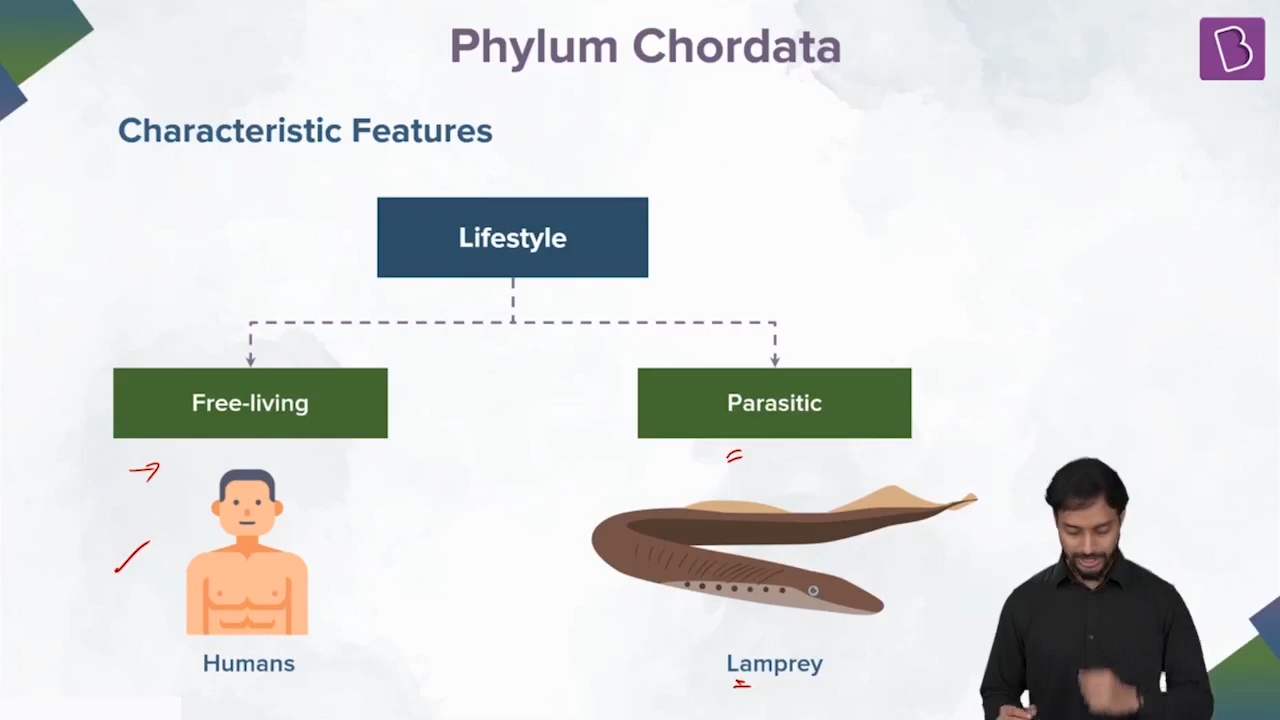 Phylum Chordata
Characteristic Features
Lifestyle
Free-living
Parasitic
Humans
Lamprey